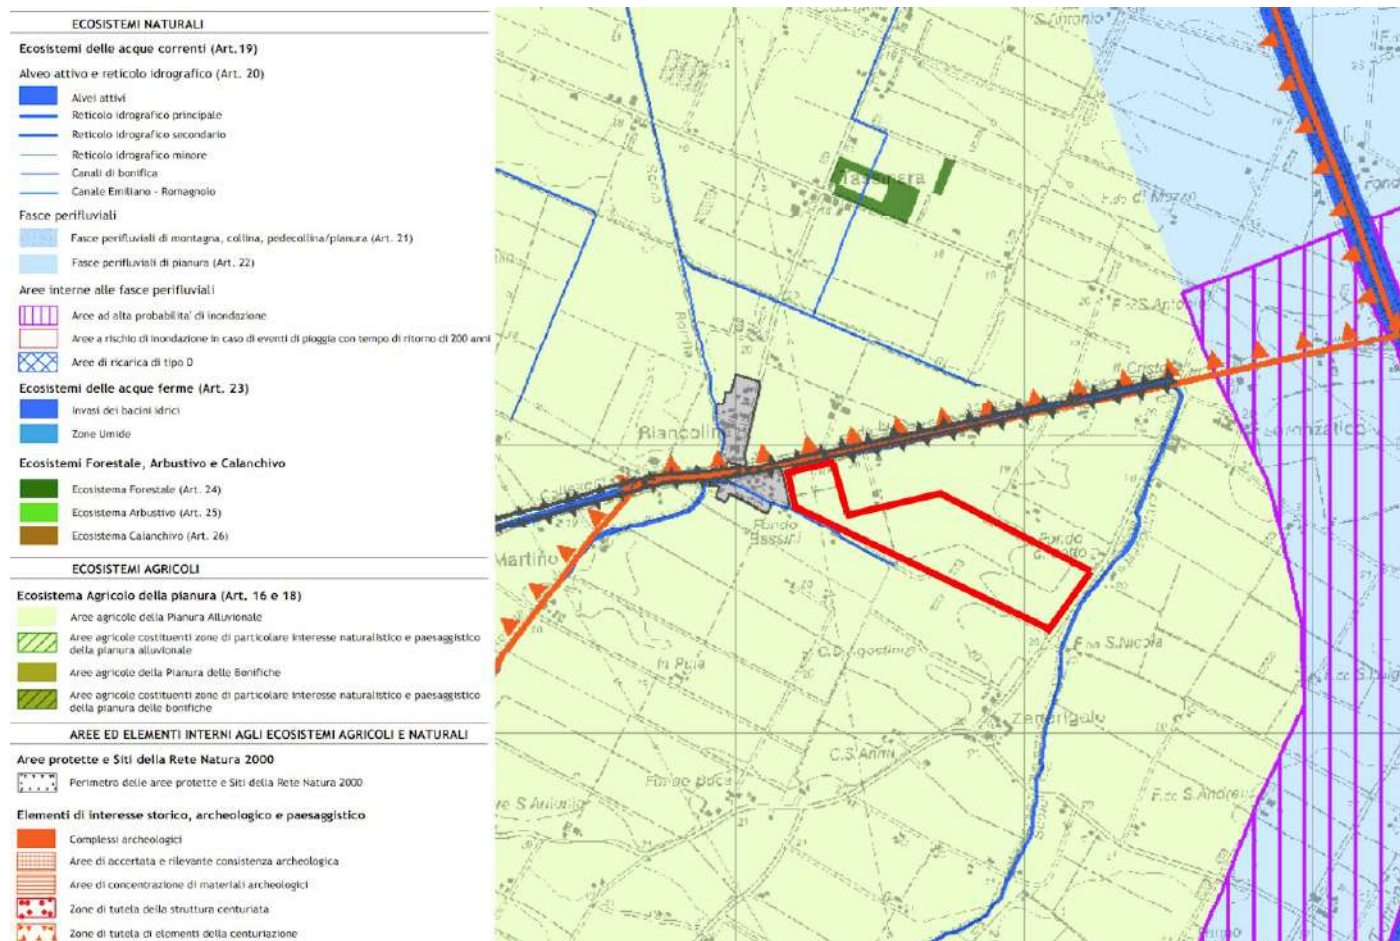 ECOSISTEMI NATURALI
Ecosistemi delle acque correnti (Art.19)
Alveo attivo e reticolo idrografico (Art. 20)
Alvei attivi
Reticolo idrografico principale
Reticolo idrografico secondario
Reticolo idrografico minore
Canali di bonifica
Canale Emiliano - Romagnolo
Fasce perifluviali
Fasce perifluviali di montagna, collina, pedecollina/pianura (Art. 21)
Fasce perifluviali di pianura (Art. 22)
Aree interne alle fasce perifluviali
Aree ad alta probabilita' di inondazione
Aree a rischio di inondazione in caso di eventi di pioggia con tempo di ritorno di 200 anni
Aree di ricarica di tipo D
Ecosistemi delle acque ferme (Art. 23)
Invasi dei bacini idrici
Zone Umide
Ecosistemi Forestale, Arbustivo e Calanchivo
Ecosistema Forestale (Art. 24)
Ecosistema Arbustivo (Art. 25)
Ecosistema Calanchivo (Art. 26)
ECOSISTEMI AGRICOLI
Ecosistema Agricolo della pianura (Art. 16 e 18)
Aree agricole della Pianura Alluvionale
Aree agricole costituenti zone di particolare interesse naturalistico e paesaggistico
della pianura alluvionale
Aree agricole della Pianura delle Bonifiche
Aree agricole costituenti zone di particolare interesse naturalistico e paesaggistico
della pianura delle bonifiche
AREE ED ELEMENTI INTERNI AGLI ECOSISTEMI AGRICOLI E NATURALI
Aree protette e Siti della Rete Natura 2000
Perimetro delle aree protette e Siti della Rete Natura 2000
Elementi di interesse storico, archeologico e paesaggistico
Complessi archeologici
Aree di accertata e rilevante consistenza archeologica
Aree di concentrazione di materiali archeologici
Zone di tutela della struttura centuriata
Zone di tutela di elementi della centuriazione
S. Antonio
Il Cristo
Martino
Fondo
Bassini
In Puia
C. S. Agostino
F.na S. Nicola
Zenerigolo
C. S. Anna
F.do S. Andrea